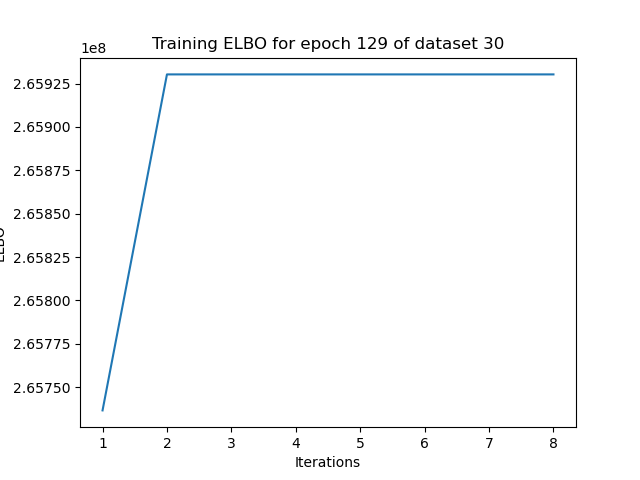 Training ELBO for epoch 129 of dataset 30
1e8
2.65925
2.65900
2.65875
2.65850
2.65825
2.65800
2.65775
2.65750
ELBO
1 2 3 4 5 6 7 8
Iterations